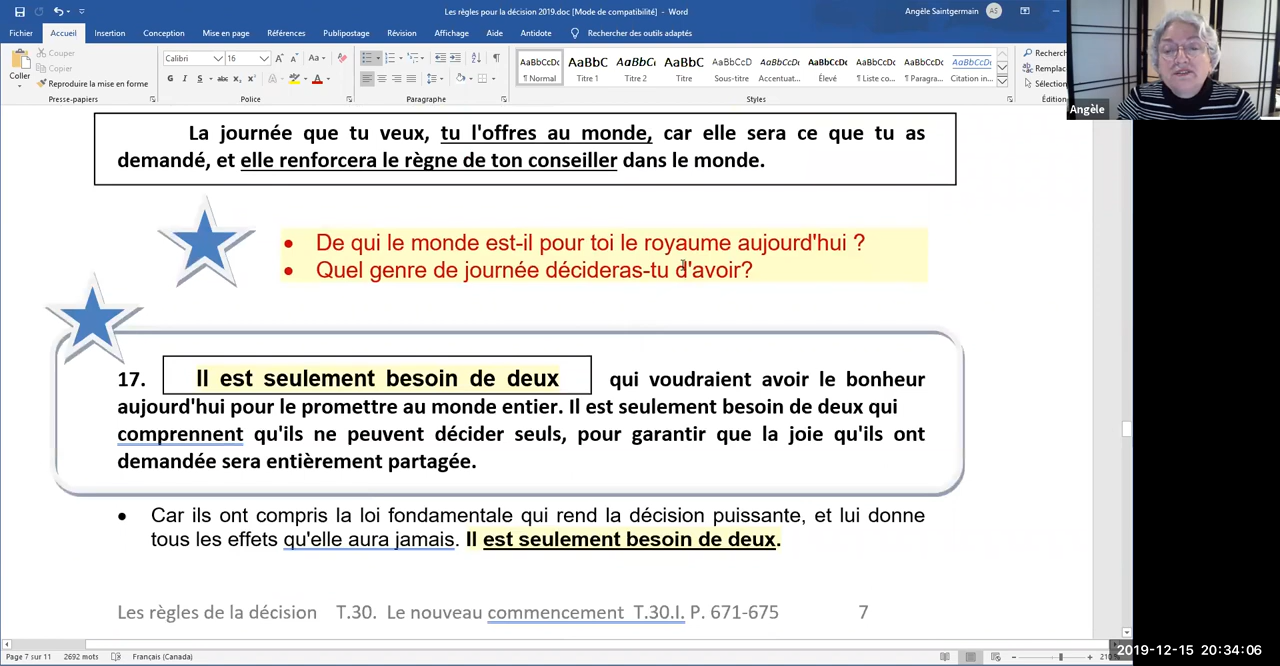 Les règles pour la décision 2019.doc [Mode de compatibilité] - Word
Angèle Saintgermain AS
Fichier Accueil Insertion Conception Mise en page Références Publipostage Révision Affichage Aide Antidote Rechercher des outils adaptés
Coller
Couper
Copier
Reproduire la mise en forme
Presse-papiers
Calibri 16
G I S abc x₂ x²
Police
Paragraphe
AaBbCcDc AaBbC AaBbCc AaBbC AaBbCcD AaBbCcDc AaBbCcDc AaBbCcDc AaBbCcDc AaBbCcDc
¶ Normal Titre 1 Titre 2 Titre Sous-titre Accentuat... Élevé ¶ Liste co... ¶ Paragra... Citation in...
Styles
Recherch
Remplac
Sélection
Édition
Angèle
La journée que tu veux, tu l'offres au monde, car elle sera ce que tu as
demandé, et elle renforcera le règne de ton conseiller dans le monde.
• De qui le monde est-il pour toi le royaume aujourd'hui ?
• Quel genre de journée décideras-tu d'avoir?
17. Il est seulement besoin de deux qui voudraient avoir le bonheur
aujourd'hui pour le promettre au monde entier. Il est seulement besoin de deux qui
comprennent qu'ils ne peuvent décider seuls, pour garantir que la joie qu'ils ont
demandée sera entièrement partagée.
• Car ils ont compris la loi fondamentale qui rend la décision puissante, et lui donne
tous les effets qu'elle aura jamais. Il est seulement besoin de deux.
Les règles de la décision T.30. Le nouveau commencement T.30.I. P. 671-675 7
Page 7 sur 11 2692 mots Français (Canada)
2019-12-15 20:34:06